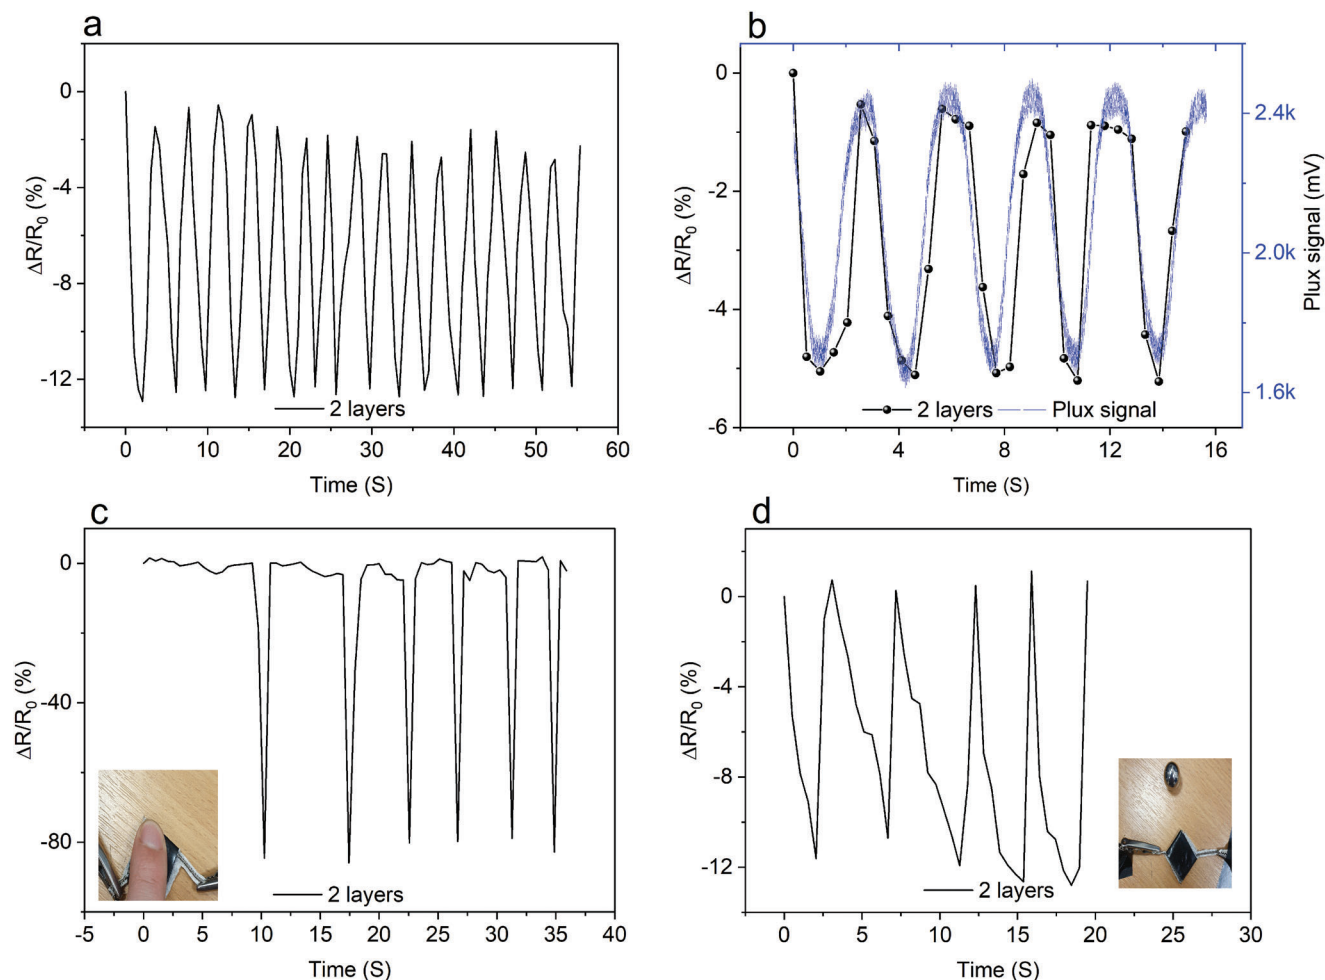 a
0
-4
-8
-12
ΔR/R0 (%)
2 layers
0 10 20 30 40 50 60
Time (S)
b
0
-2
-4
-6
ΔR/R0 (%)
2.4k
2.0k
1.6k
Plux signal (mV)
2 layers Plux signal
0 4 8 12 16
Time (S)
c
0
-40
-80
ΔR/R0 (%)
2 layers
-5 0 5 10 15 20 25 30 35 40
Time (S)
d
0
-4
-8
-12
ΔR/R0 (%)
2 layers
0 5 10 15 20 25 30
Time (S)